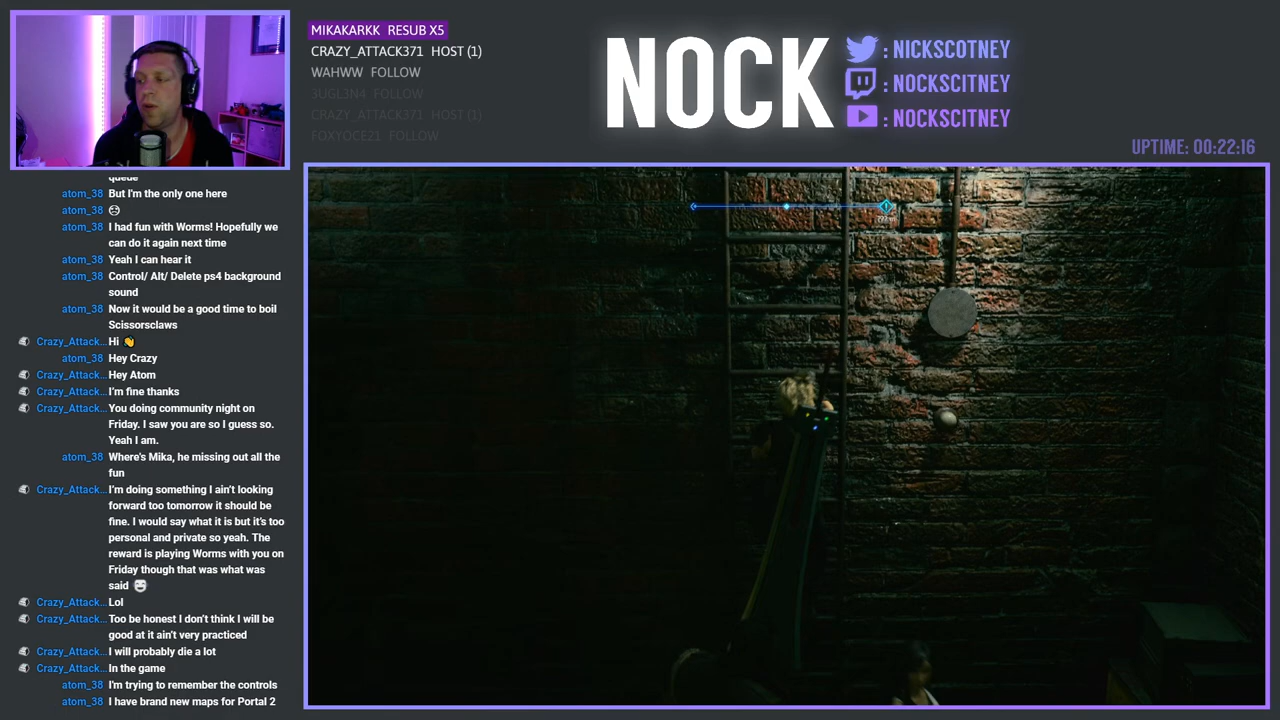 MIKAKARKK RESUB X5
CRAZY_ATTACK371 HOST (1)
WAHWW FOLLOW
3UGL3N4 FOLLOW
CRAZY_ATTACK371 HOST (1)
FOXYOCE21 FOLLOW
NOCK
: NICKSCOTNEY
: NOCKSCITNEY
: NOCKSCITNEY
UPTIME: 00:22:16
queue
atom_38 But I'm the only one here
atom_38 ☹
atom_38 I had fun with Worms! Hopefully we
can do it again next time
atom_38 Yeah I can hear it
atom_38 Control/ Alt/ Delete ps4 background
sound
atom_38 Now it would be a good time to boil
Scissorsclaws
Crazy_Attack... Hi 👋
atom_38 Hey Crazy
Crazy_Attack... Hey Atom
Crazy_Attack... I'm fine thanks
Crazy_Attack... You doing community night on
Friday. I saw you are so I guess so.
Yeah I am.
atom_38 Where's Mika, he missing out all the
fun
Crazy_Attack... I'm doing something I ain't looking
forward too tomorrow it should be
fine. I would say what it is but it's too
personal and private so yeah. The
reward is playing Worms with you on
Friday though that was what was
said
Crazy_Attack... Lol
Crazy_Attack... Too be honest I don't think I will be
good at it ain't very practiced
Crazy_Attack... I will probably die a lot
Crazy_Attack... In the game
atom_38 I'm trying to remember the controls
atom_38 I have brand new maps for Portal 2